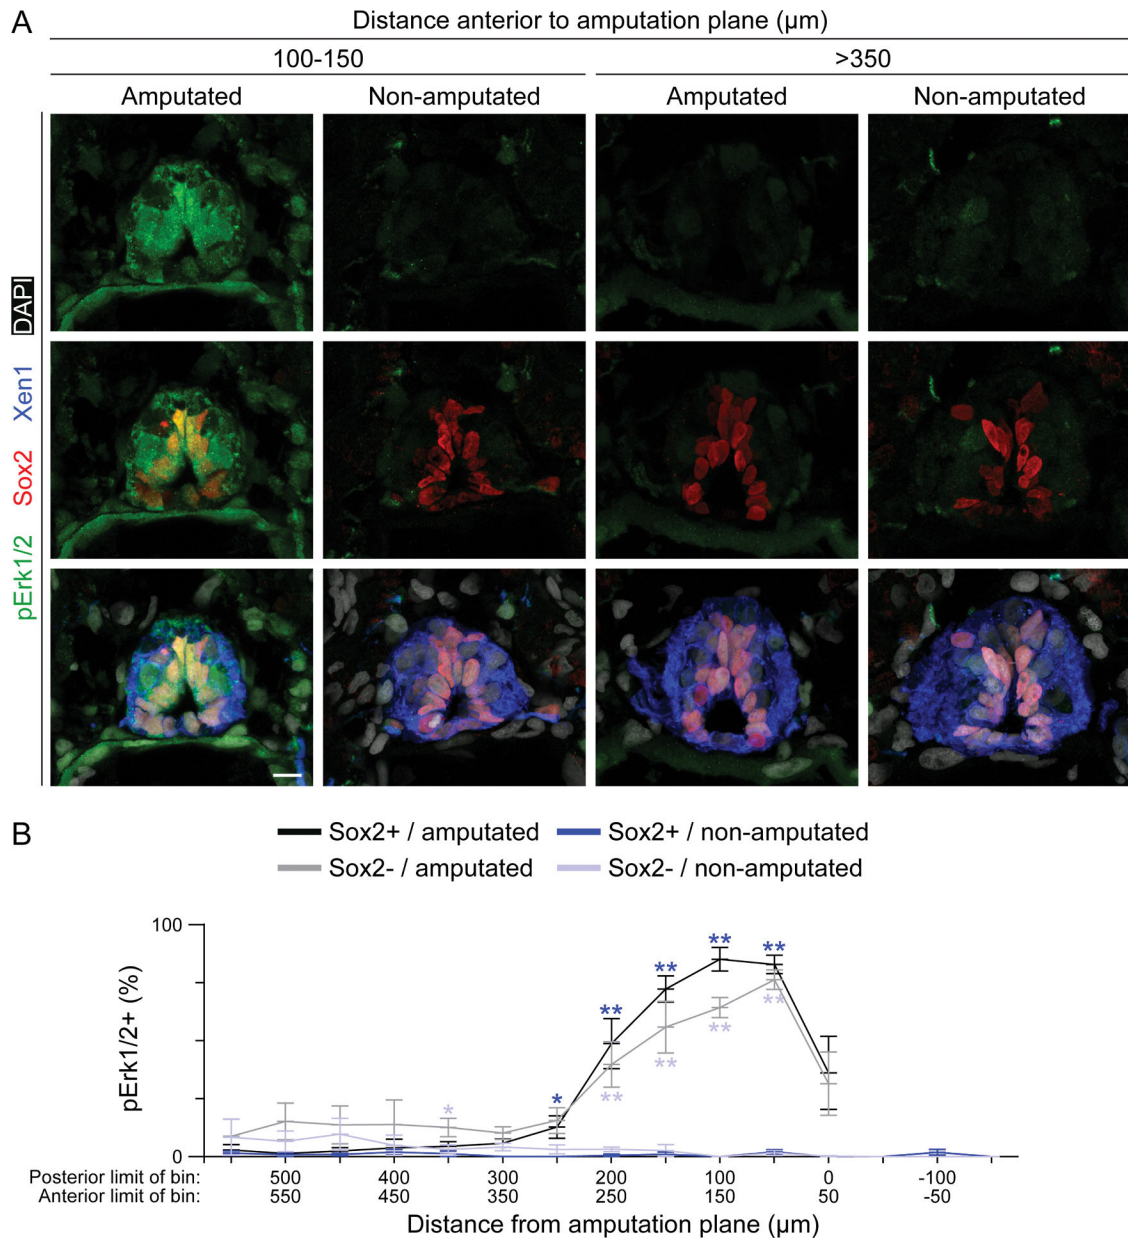 A
Distance anterior to amputation plane (µm)
100-150
>350
Amputated
Non-amputated
Amputated
Non-amputated
pErk1/2 Sox2 Xen1 DAPI
B
Sox2+ / amputated
Sox2+ / non-amputated
Sox2- / amputated
Sox2- / non-amputated
100
0
pErk1/2+ (%)
** ** ** ** * * ** ** ** **
Posterior limit of bin: 500 400 300 200 100 0 -100
Anterior limit of bin: 550 450 350 250 150 50 -50
Distance from amputation plane (µm)